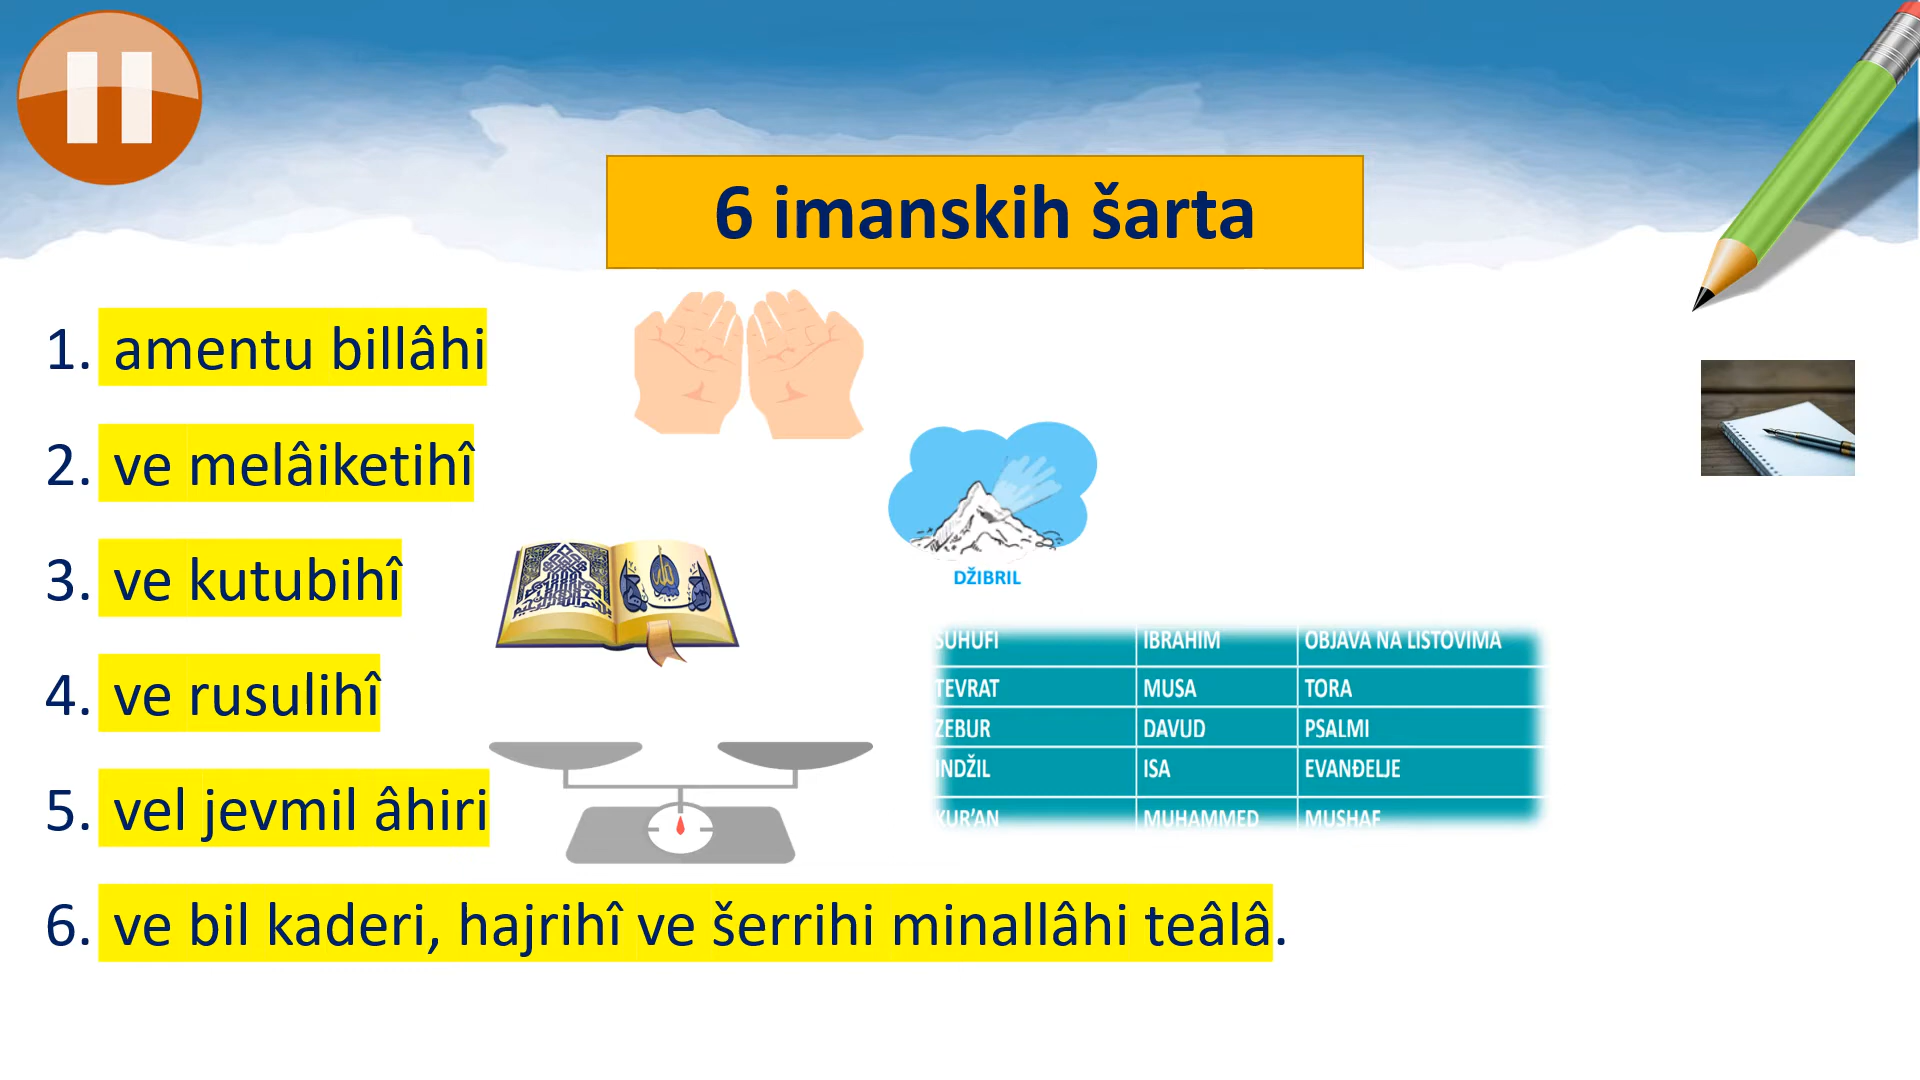 6 imanskih šarta
1. amentu billâhi
2. ve melâiketihî
3. ve kutubihî
4. ve rusulihî
5. vel jevmil âhiri
6. ve bil kaderi, hajrihî ve šerrihi minallâhi teâlâ.
DŽIBRIL
SUHUFI IBRAHIM OBJAVA NA LISTOVIMA
TEVRAT MUSA TORA
ZEBUR DAVUD PSALMI
INDŽIL ISA EVANĐELJE
KUR'AN MUHAMMED MUSHAF